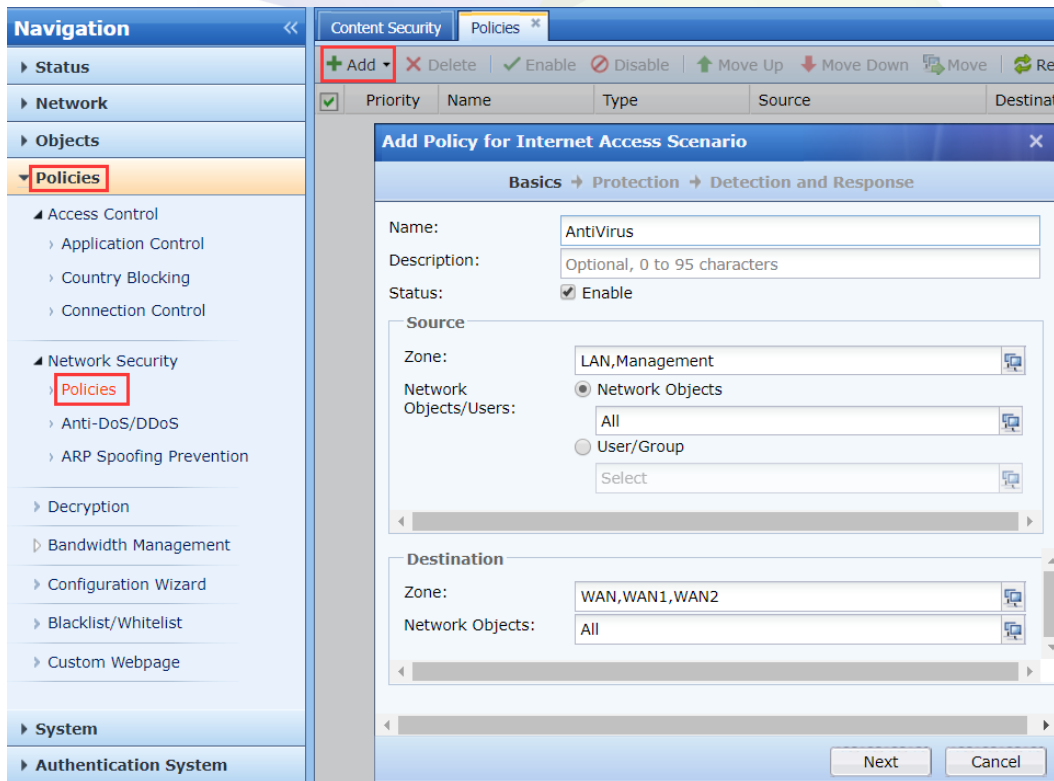 Navigation
Status
Network
Objects
Policies
Access Control
Application Control
Country Blocking
Connection Control
Network Security
Policies
Anti-DoS/DDoS
ARP Spoofing Prevention
Decryption
Bandwidth Management
Configuration Wizard
Blacklist/Whitelist
Custom Webpage
System
Authentication System
Content Security Policies
Add Delete Enable Disable Move Up Move Down Move Re
Priority Name Type Source Destinat
Add Policy for Internet Access Scenario
Basics Protection Detection and Response
Name: AntiVirus
Description: Optional, 0 to 95 characters
Status: Enable
Source
Zone: LAN,Management
Network Objects/Users: Network Objects
All
User/Group
Select
Destination
Zone: WAN,WAN1,WAN2
Network Objects: All
Next Cancel